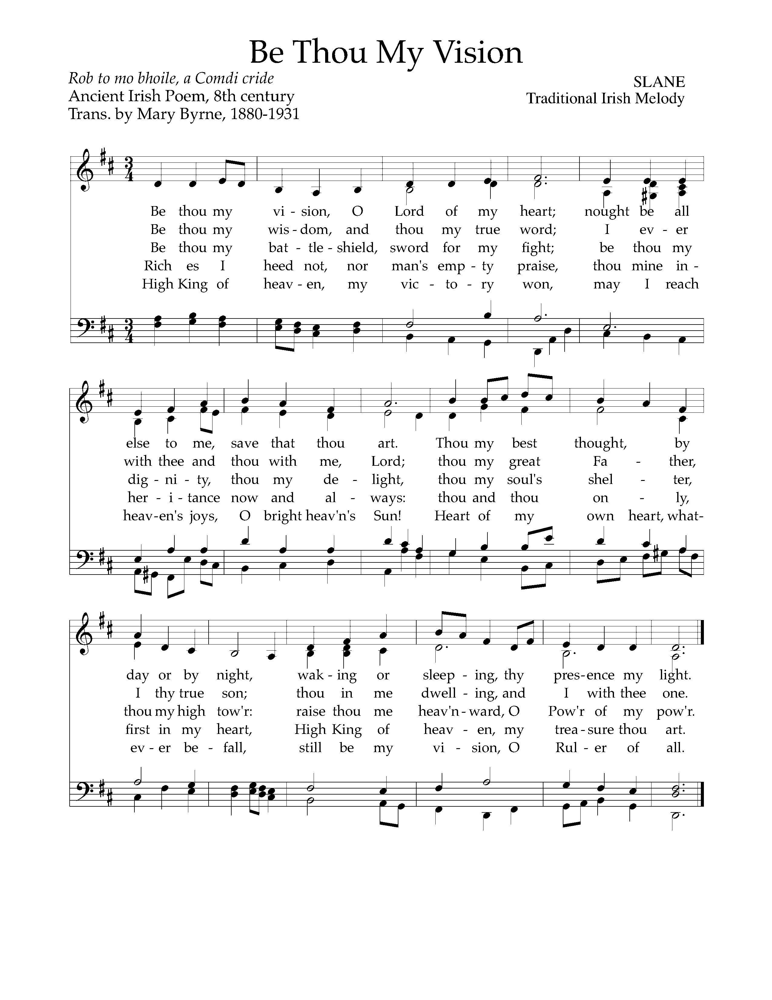 Be Thou My Vision
Rob to mo bhoile, a Comdi cride
Ancient Irish Poem, 8th century
Trans. by Mary Byrne, 1880-1931
SLANE
Traditional Irish Melody
3 4
Be thou my vi - sion, O Lord of my heart; nought be all
Be thou my wis - dom, and thou my true word; I ev - er
Be thou my bat - tle - shield, sword for my fight; be thou my
Rich es I heed not, nor man's emp - ty praise, thou mine in -
High King of heav - en, my vic - to - ry won, may I reach
3 4
else to me, save that thou art. Thou my best thought, by
with thee and thou with me, Lord; thou my great Fa - ther,
dig - ni - ty, thou my de - light, thou my soul's shel - ter,
her - i - tance now and al - ways: thou and thou on - ly,
heav-en's joys, O bright heav'n's Sun! Heart of my own heart, what-
day or by night, wak - ing or sleep - ing, thy pres-ence my light.
I thy true son; thou in me dwell - ing, and I with thee one.
thou my high tow'r: raise thou me heav'n-ward, O Pow'r of my pow'r.
first in my heart, High King of heav - en, my trea-sure thou art.
ev - er be - fall, still be my vi - sion, O Rul - er of all.